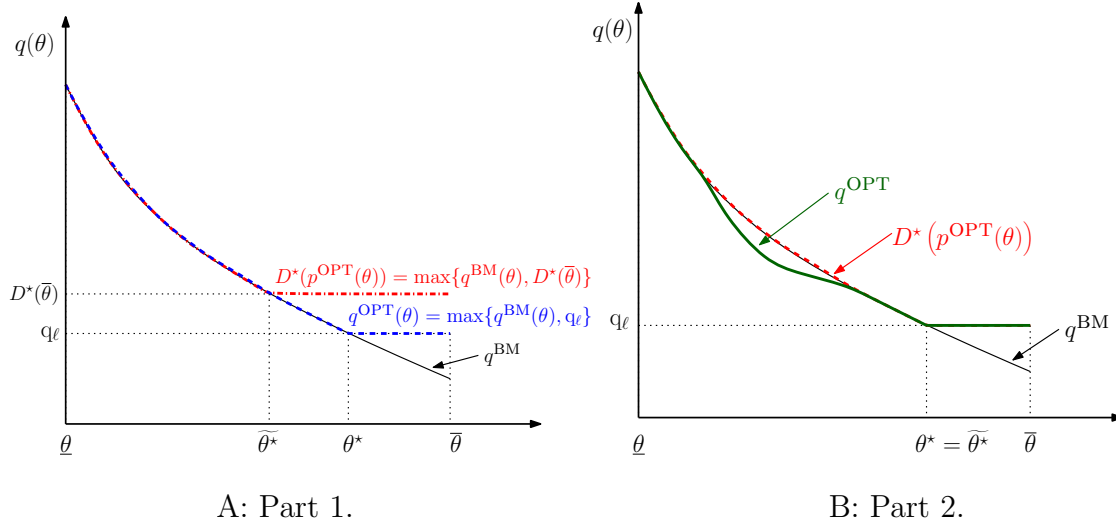 q(θ)
D⋆(p^OPT(θ)) = max{q^BM(θ), D⋆(θ̅)}
D⋆(θ̅)
q^OPT(θ) = max{q^BM(θ), q_ℓ}
q_ℓ
q^BM
θ̲
θ̃⋆
θ⋆
θ̅
A: Part 1.
q(θ)
q^OPT
D⋆(p^OPT(θ))
q_ℓ
q^BM
θ̲
θ⋆ = θ̃⋆
θ̅
B: Part 2.